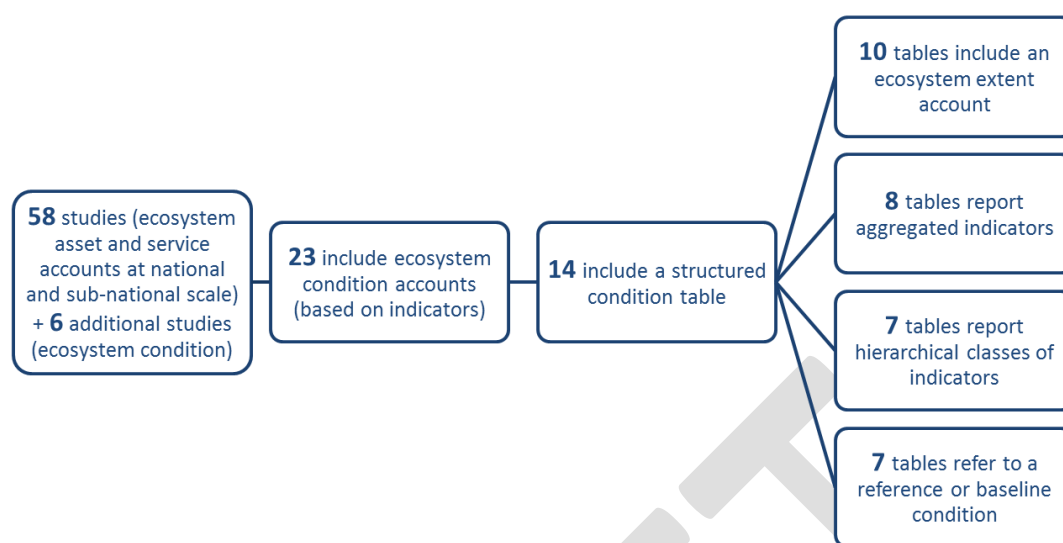 58 studies (ecosystem
asset and service
accounts at national
and sub-national scale)
+ 6 additional studies
(ecosystem condition)
23 include ecosystem
condition accounts
(based on indicators)
14 include a structured
condition table
10 tables include an
ecosystem extent
account
8 tables report
aggregated indicators
7 tables report
hierarchical classes of
indicators
7 tables refer to a
reference or baseline
condition